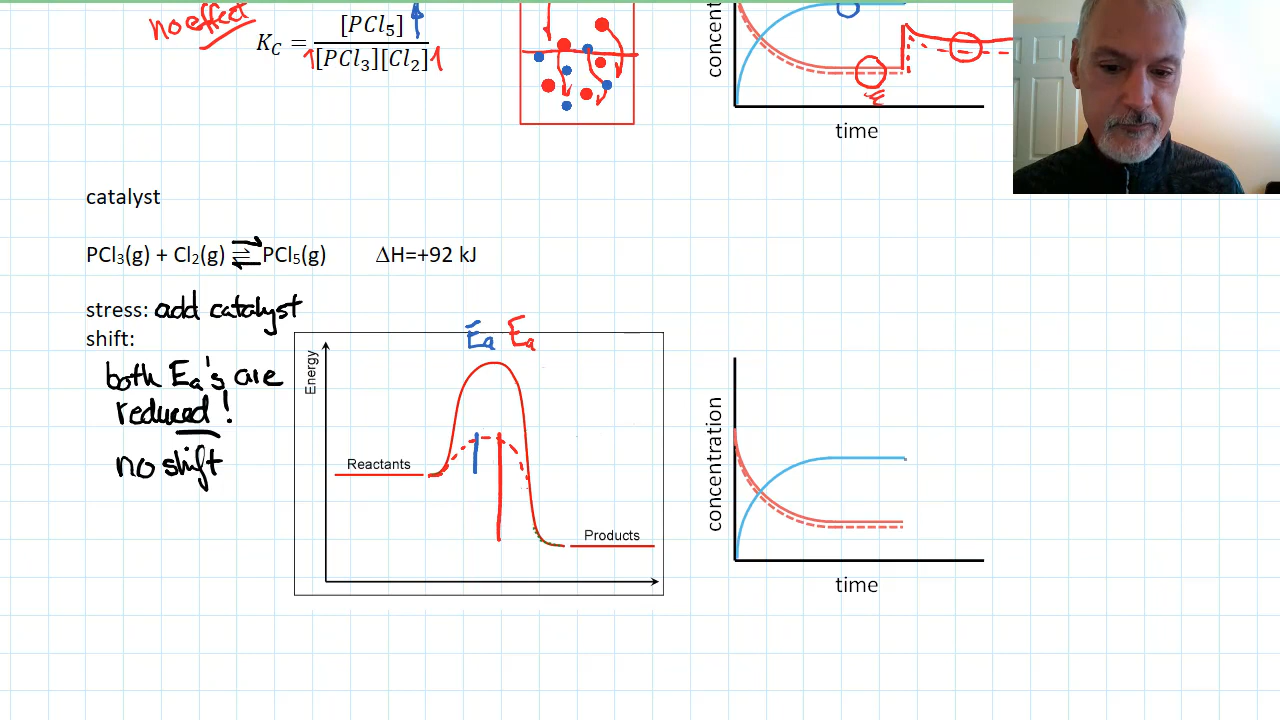 no effect
K_C = [PCl₅] / [PCl₃][Cl₂]
concent
time
catalyst
PCl₃(g) + Cl₂(g) ⇌ PCl₅(g) ΔH=+92 kJ
stress: add catalyst
shift:
both Ea's are
reduced!
no shift
Ea Ea
Energy
Reactants
Products
concentration
time